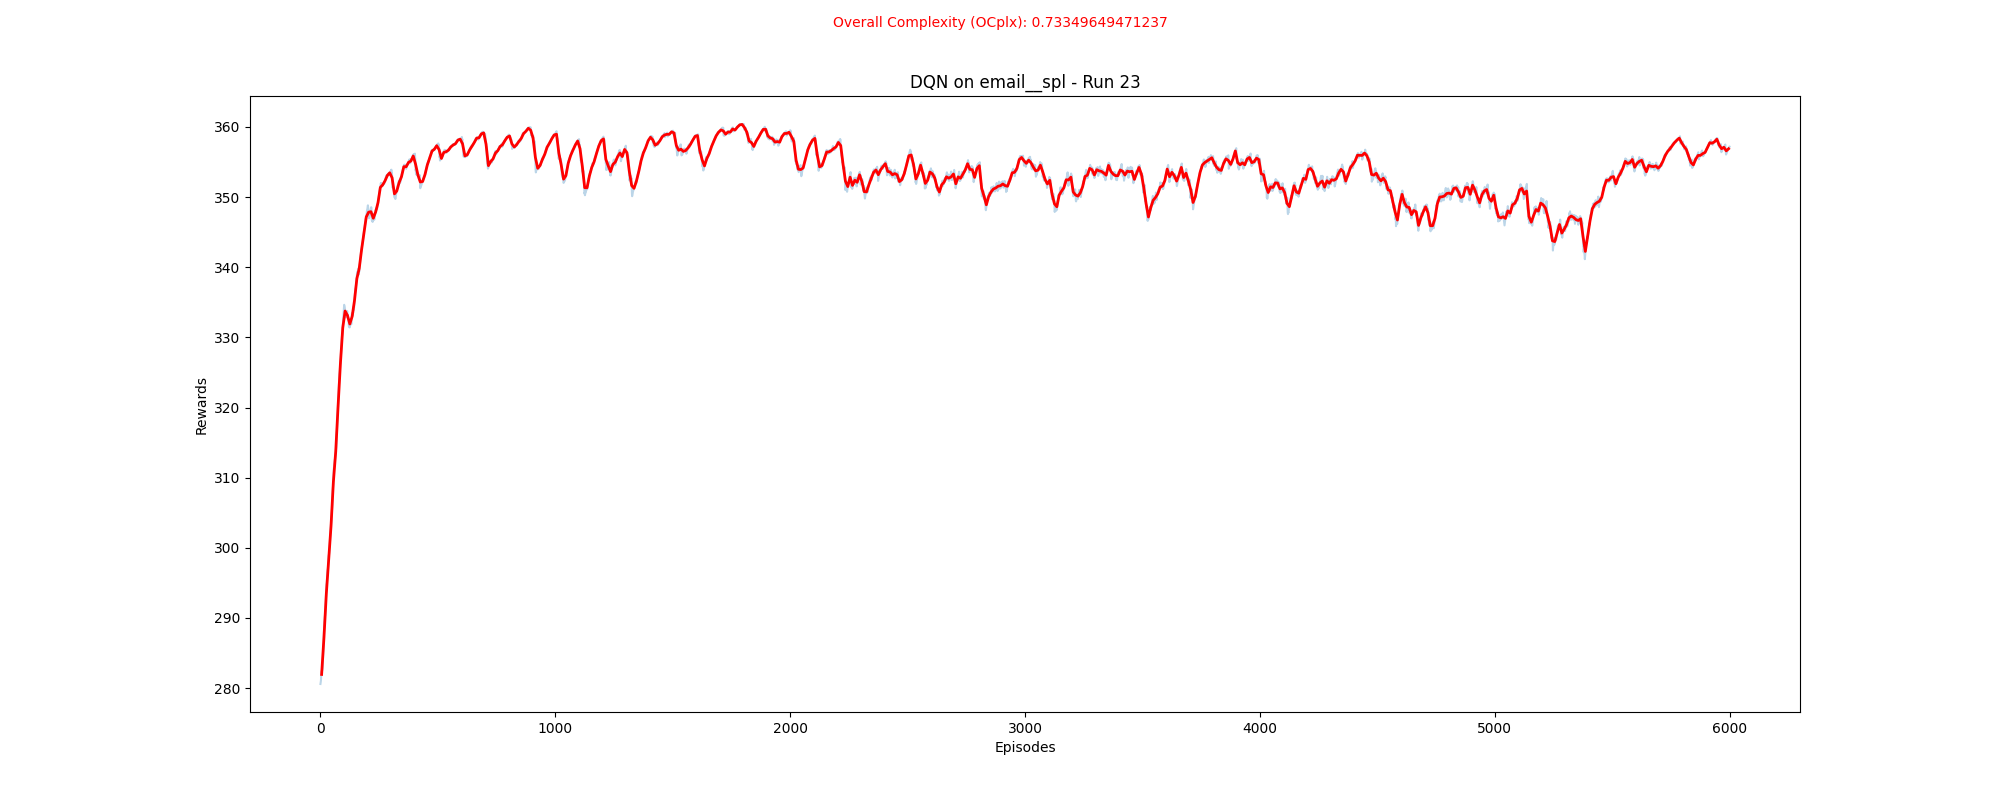 Overall Complexity (OCplx): 0.73349649471237
DQN on email__spl - Run 23
360
350
340
330
320
310
300
290
280
Rewards
0 1000 2000 3000 4000 5000 6000
Episodes